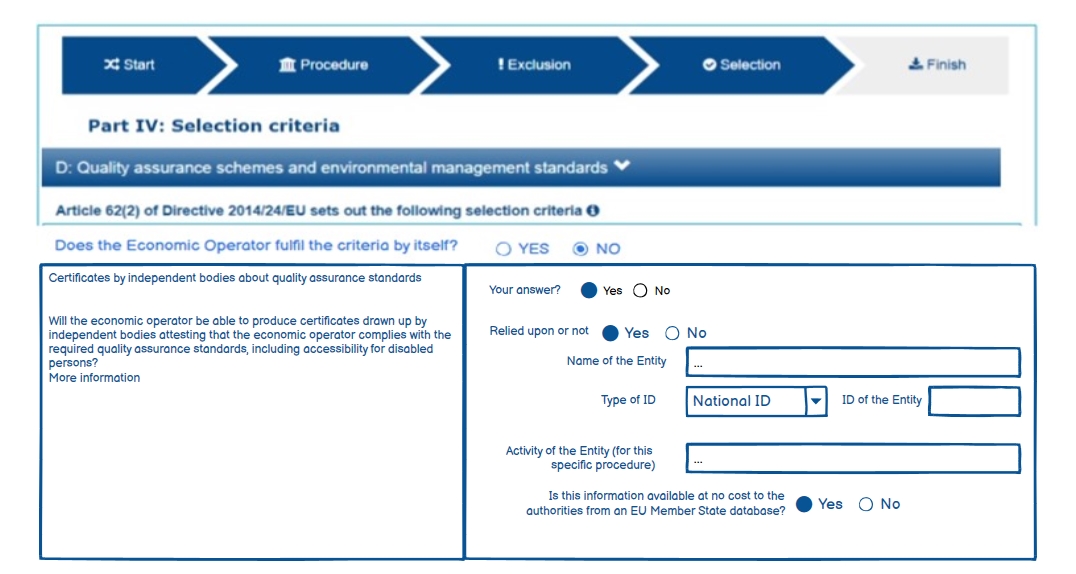 Start
Procedure
Exclusion
Selection
Finish
Part IV: Selection criteria
D: Quality assurance schemes and environmental management standards
Article 62(2) of Directive 2014/24/EU sets out the following selection criteria
Does the Economic Operator fulfil the criteria by itself? YES NO
Certificates by independent bodies about quality assurance standards
Will the economic operator be able to produce certificates drawn up by
independent bodies attesting that the economic operator complies with the
required quality assurance standards, including accessibility for disabled
persons?
More information
Your answer? Yes No
Relied upon or not Yes No
Name of the Entity ...
Type of ID National ID ID of the Entity
Activity of the Entity (for this
specific procedure) ...
Is this information available at no cost to the
authorities from an EU Member State database? Yes No